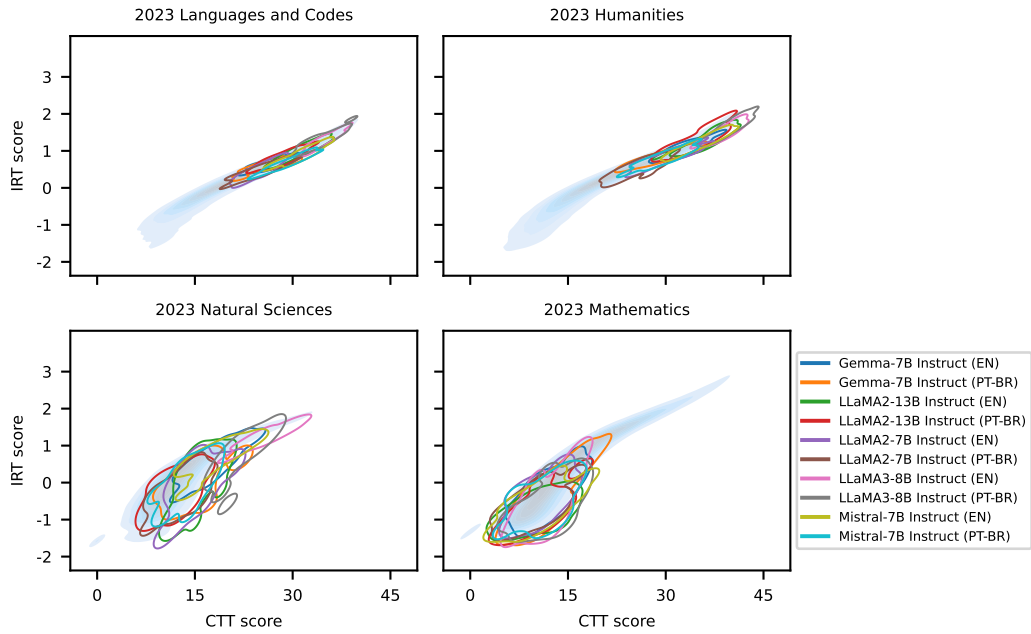 2023 Languages and Codes
2023 Humanities
IRT score
3
2
1
0
-1
-2
2023 Natural Sciences
2023 Mathematics
IRT score
3
2
1
0
-1
-2
0 15 30 45
0 15 30 45
CTT score
CTT score
Gemma-7B Instruct (EN)
Gemma-7B Instruct (PT-BR)
LLaMA2-13B Instruct (EN)
LLaMA2-13B Instruct (PT-BR)
LLaMA2-7B Instruct (EN)
LLaMA2-7B Instruct (PT-BR)
LLaMA3-8B Instruct (EN)
LLaMA3-8B Instruct (PT-BR)
Mistral-7B Instruct (EN)
Mistral-7B Instruct (PT-BR)